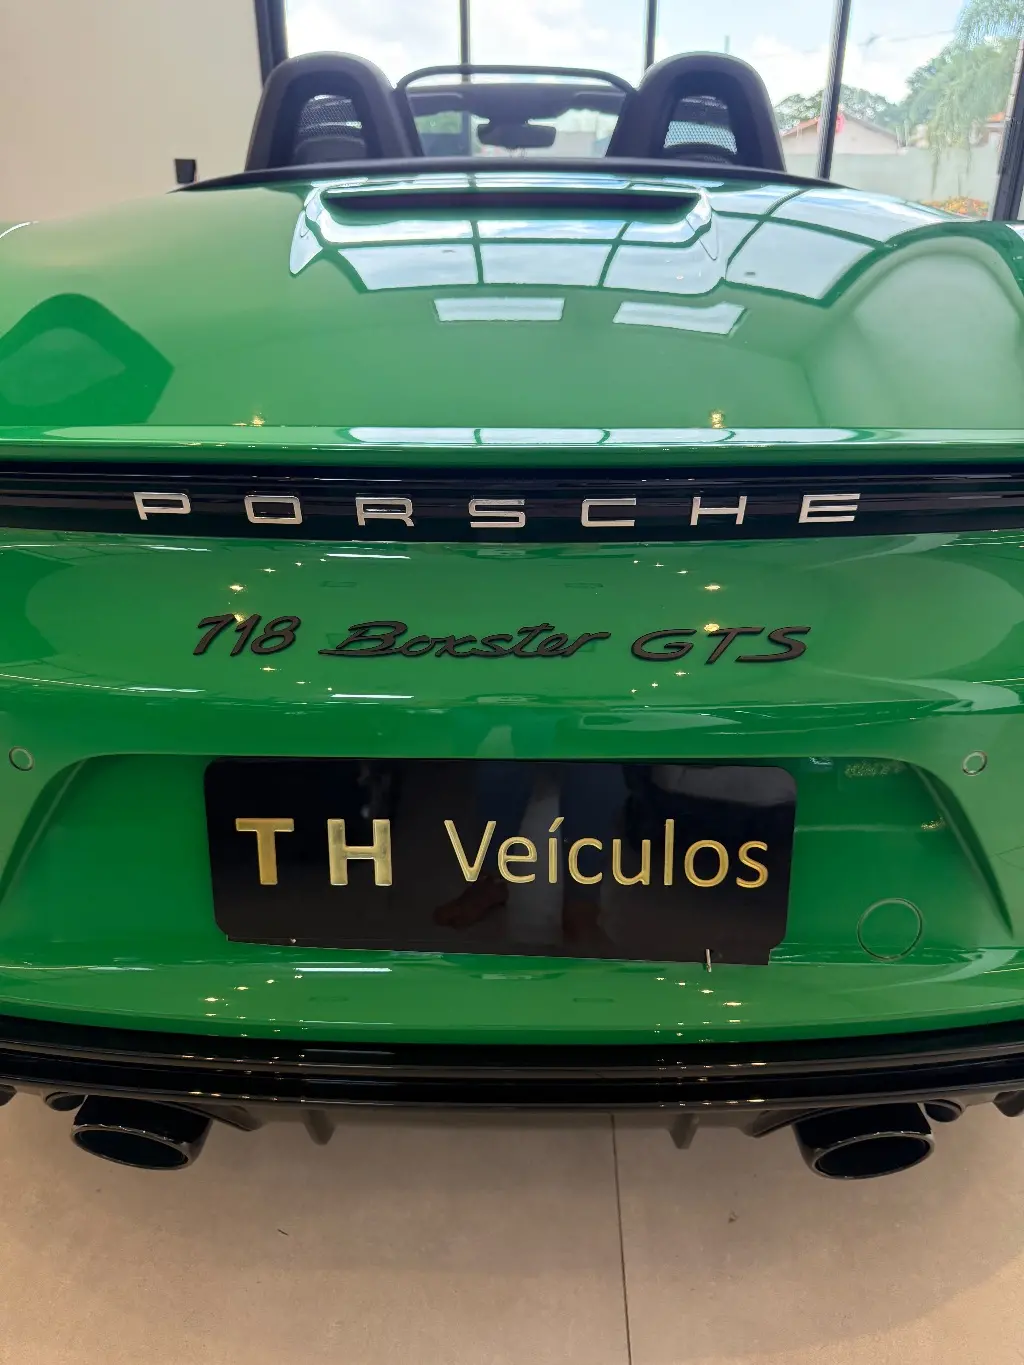 PORSCHE
718 Boxster GTS
TH Veículos